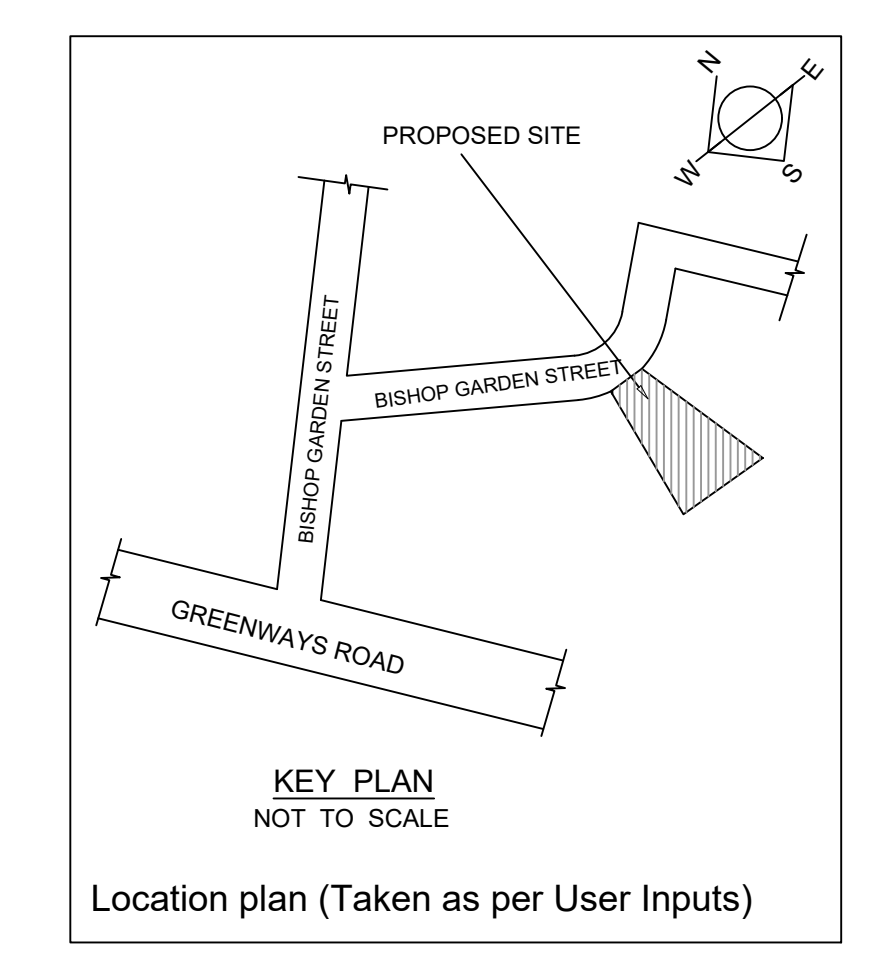 N
E
W
S
PROPOSED SITE
BISHOP GARDEN STREET
BISHOP GARDEN STREET
GREENWAYS ROAD
KEY PLAN
NOT TO SCALE
Location plan (Taken as per User Inputs)